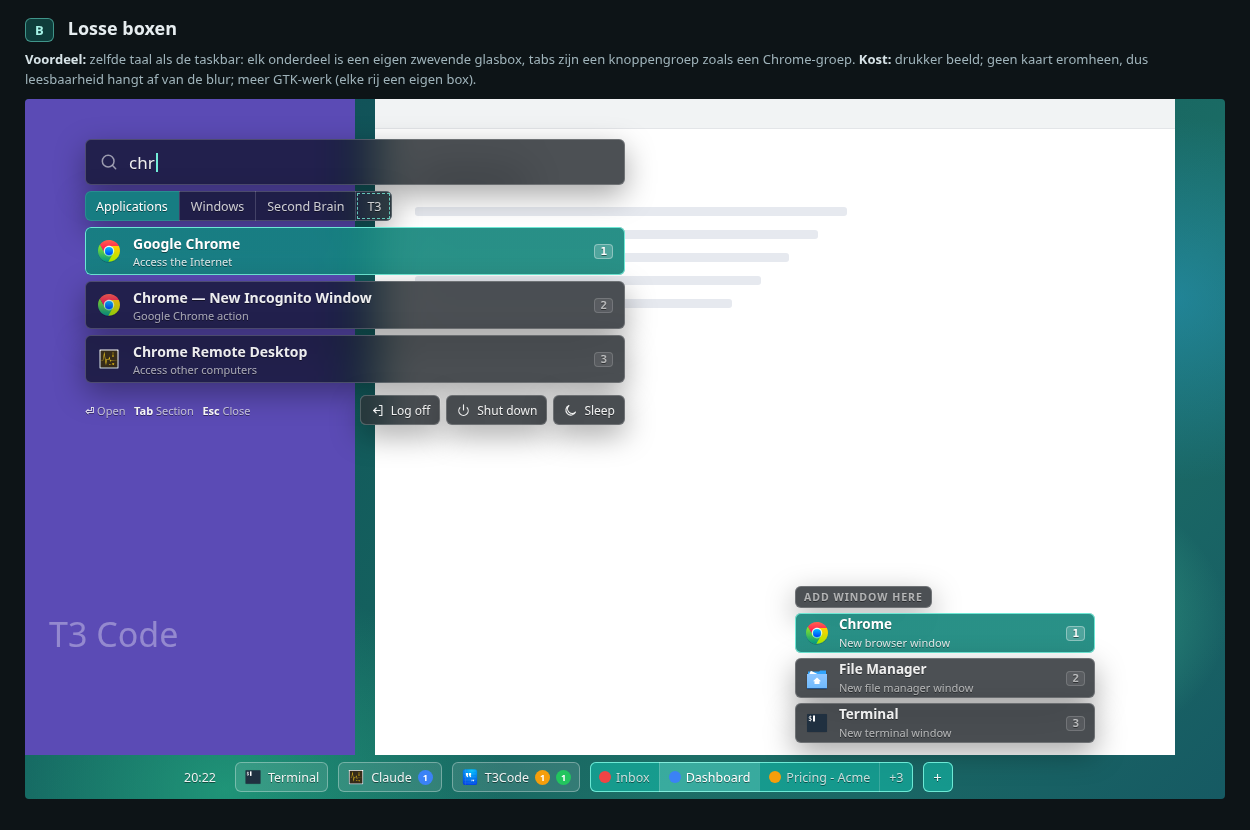 B Losse boxen
Voordeel: zelfde taal als de taskbar: elk onderdeel is een eigen zwevende glasbox, tabs zijn een knoppengroep zoals een Chrome-groep. Kost: drukker beeld; geen kaart eromheen, dus
leesbaarheid hangt af van de blur; meer GTK-werk (elke rij een eigen box).
chr
Applications Windows Second Brain T3
Google Chrome
Access the Internet
1
Chrome — New Incognito Window
Google Chrome action
2
Chrome Remote Desktop
Access other computers
3
⏎ Open Tab Section Esc Close
Log off Shut down Sleep
T3 Code
ADD WINDOW HERE
Chrome
New browser window
1
File Manager
New file manager window
2
Terminal
New terminal window
3
20:22 Terminal Claude 1 T3Code 1 1 Inbox Dashboard Pricing - Acme +3 +